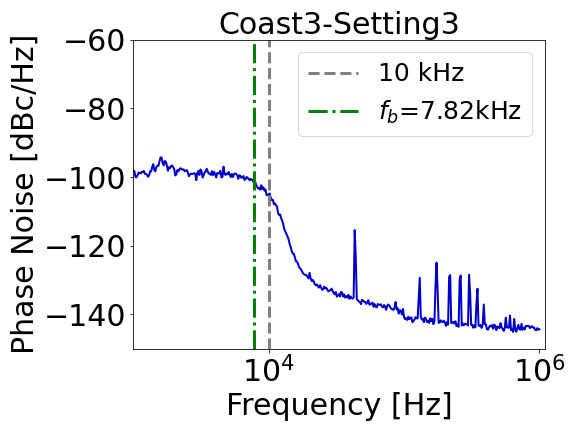 Coast3-Setting3
Phase Noise [dBc/Hz]
−60
−80
−100
−120
−140
10 kHz
f_b=7.82kHz
10^4
10^6
Frequency [Hz]